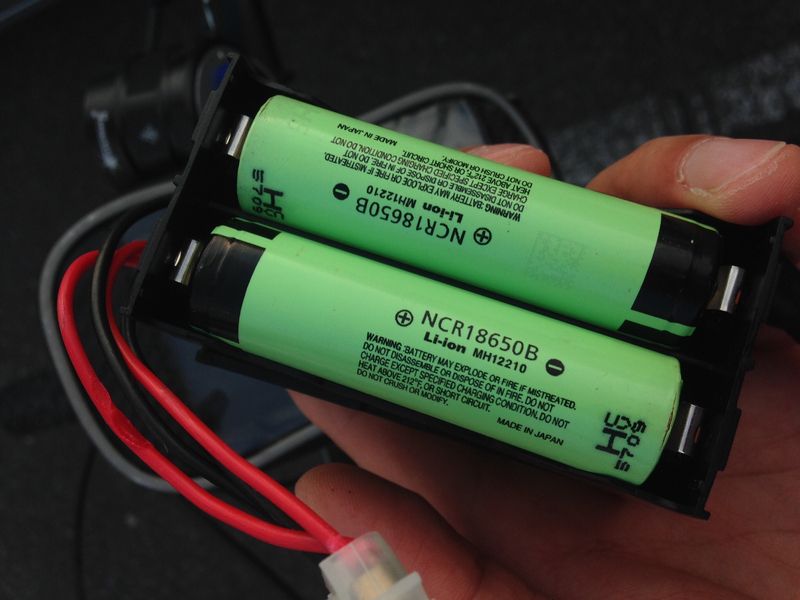 NCR18650B
Li-ion MH12210
WARNING :BATTERY MAY EXPLODE OR FIRE IF MISTREATED.
DO NOT DISASSEMBLE OR DISPOSE OF IN FIRE, DO NOT
CHARGE EXCEPT SPECIFIED CHARGING CONDITION, DO NOT
HEAT ABOVE 212°F, OR SHORT CIRCUIT.
DO NOT CRUSH OR MODIFY.
MADE IN JAPAN
NCR18650B
Li-ion MH12210
WARNING :BATTERY MAY EXPLODE OR FIRE IF MISTREATED.
DO NOT DISASSEMBLE OR DISPOSE OF IN FIRE, DO NOT
CHARGE EXCEPT SPECIFIED CHARGING CONDITION, DO NOT
HEAT ABOVE 212°F, OR SHORT CIRCUIT.
DO NOT CRUSH OR MODIFY.
MADE IN JAPAN